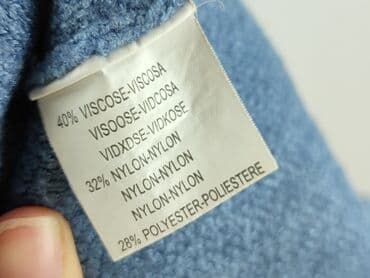 40% VISCOSE-VISCOSA
VISOOSE-VIDCOSA
VIDXDSE-VIDKOSE
32% NYLON-NYLON
NYLON-NYLON
NYLON-NYLON
28% POLYESTER-POLIESTERE